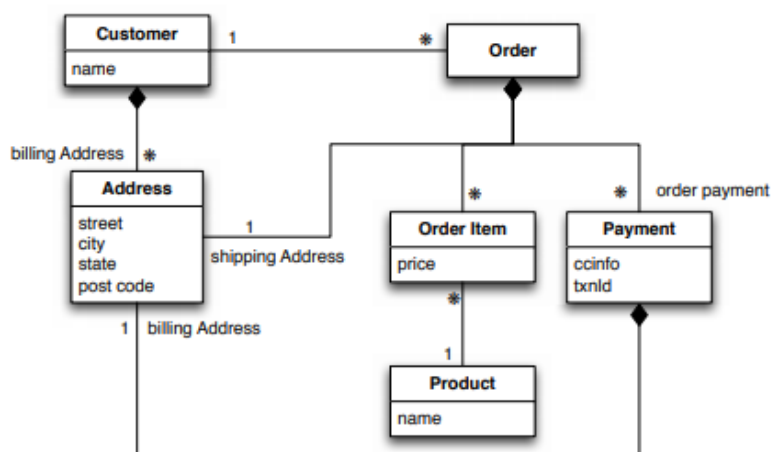 Customer
1
*
Order
name
billing Address
*
Address
*
*
order payment
street
city
state
post code
1
shipping Address
Order Item
price
Payment
ccinfo
txnId
*
1
billing Address
1
Product
name